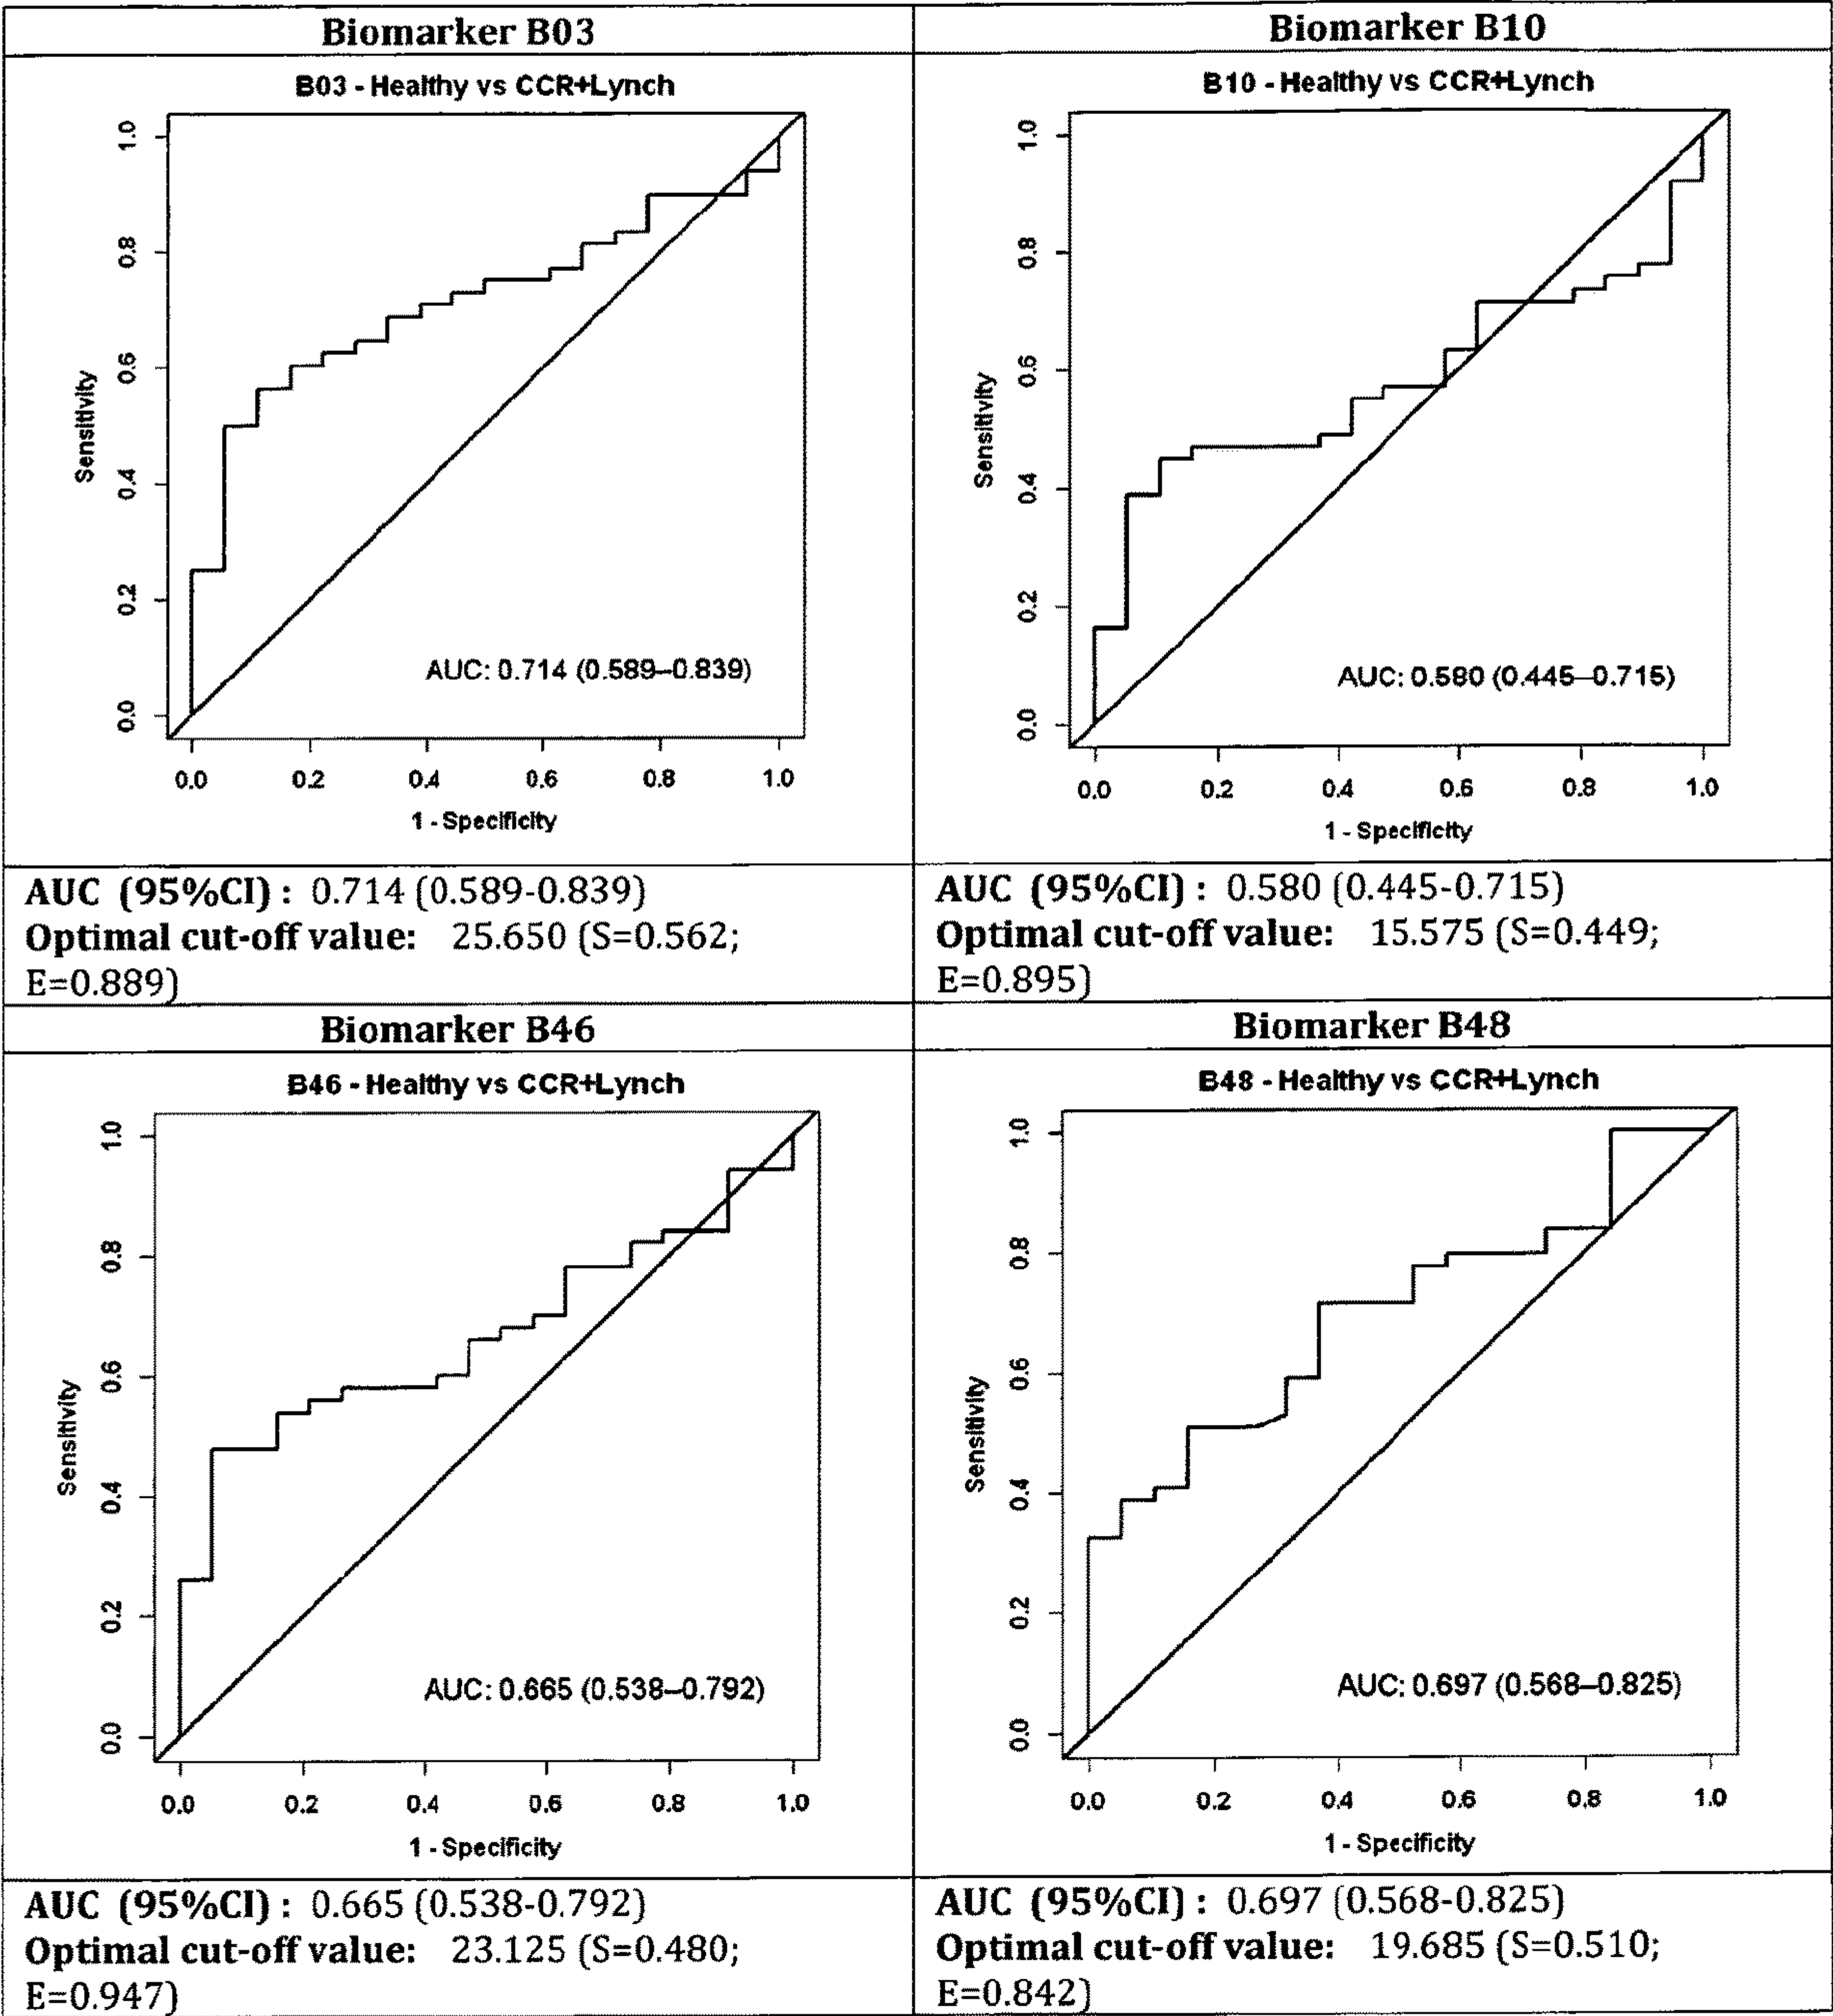 Biomarker B03
B03 - Healthy vs CCR+Lynch
1.0
0.8
0.6
0.4
0.2
0.0
Sensitivity
AUC: 0.714 (0.589–0.839)
0.0 0.2 0.4 0.6 0.8 1.0
1 - Specificity
AUC (95%CI) : 0.714 (0.589-0.839)
Optimal cut-off value: 25.650 (S=0.562;
E=0.889)
Biomarker B10
B10 - Healthy vs CCR+Lynch
1.0
0.8
0.6
0.4
0.2
0.0
Sensitivity
AUC: 0.580 (0.445–0.715)
0.0 0.2 0.4 0.6 0.8 1.0
1 - Specificity
AUC (95%CI) : 0.580 (0.445-0.715)
Optimal cut-off value: 15.575 (S=0.449;
E=0.895)
Biomarker B46
B46 - Healthy vs CCR+Lynch
1.0
0.8
0.6
0.4
0.2
0.0
Sensitivity
AUC: 0.665 (0.538–0.792)
0.0 0.2 0.4 0.6 0.8 1.0
1 - Specificity
AUC (95%CI) : 0.665 (0.538-0.792)
Optimal cut-off value: 23.125 (S=0.480;
E=0.947)
Biomarker B48
B48 - Healthy vs CCR+Lynch
1.0
0.8
0.6
0.4
0.2
0.0
Sensitivity
AUC: 0.697 (0.568–0.825)
0.0 0.2 0.4 0.6 0.8 1.0
1 - Specificity
AUC (95%CI) : 0.697 (0.568-0.825)
Optimal cut-off value: 19.685 (S=0.510;
E=0.842)